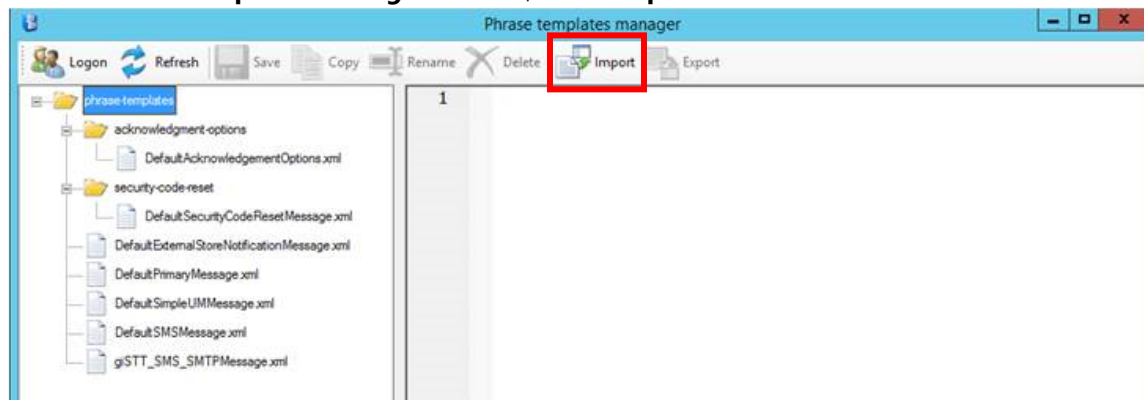 Phrase templates manager
Logon Refresh Save Copy Rename Delete Import Export
phrase-templates
1
acknowledgment-options
DefaultAcknowledgementOptions.xml
security-code-reset
DefaultSecurityCodeResetMessage.xml
DefaultExternalStoreNotificationMessage.xml
DefaultPrimaryMessage.xml
DefaultSimpleUMMessage.xml
DefaultSMSMessage.xml
giSTT_SMS_SMTPMessage.xml